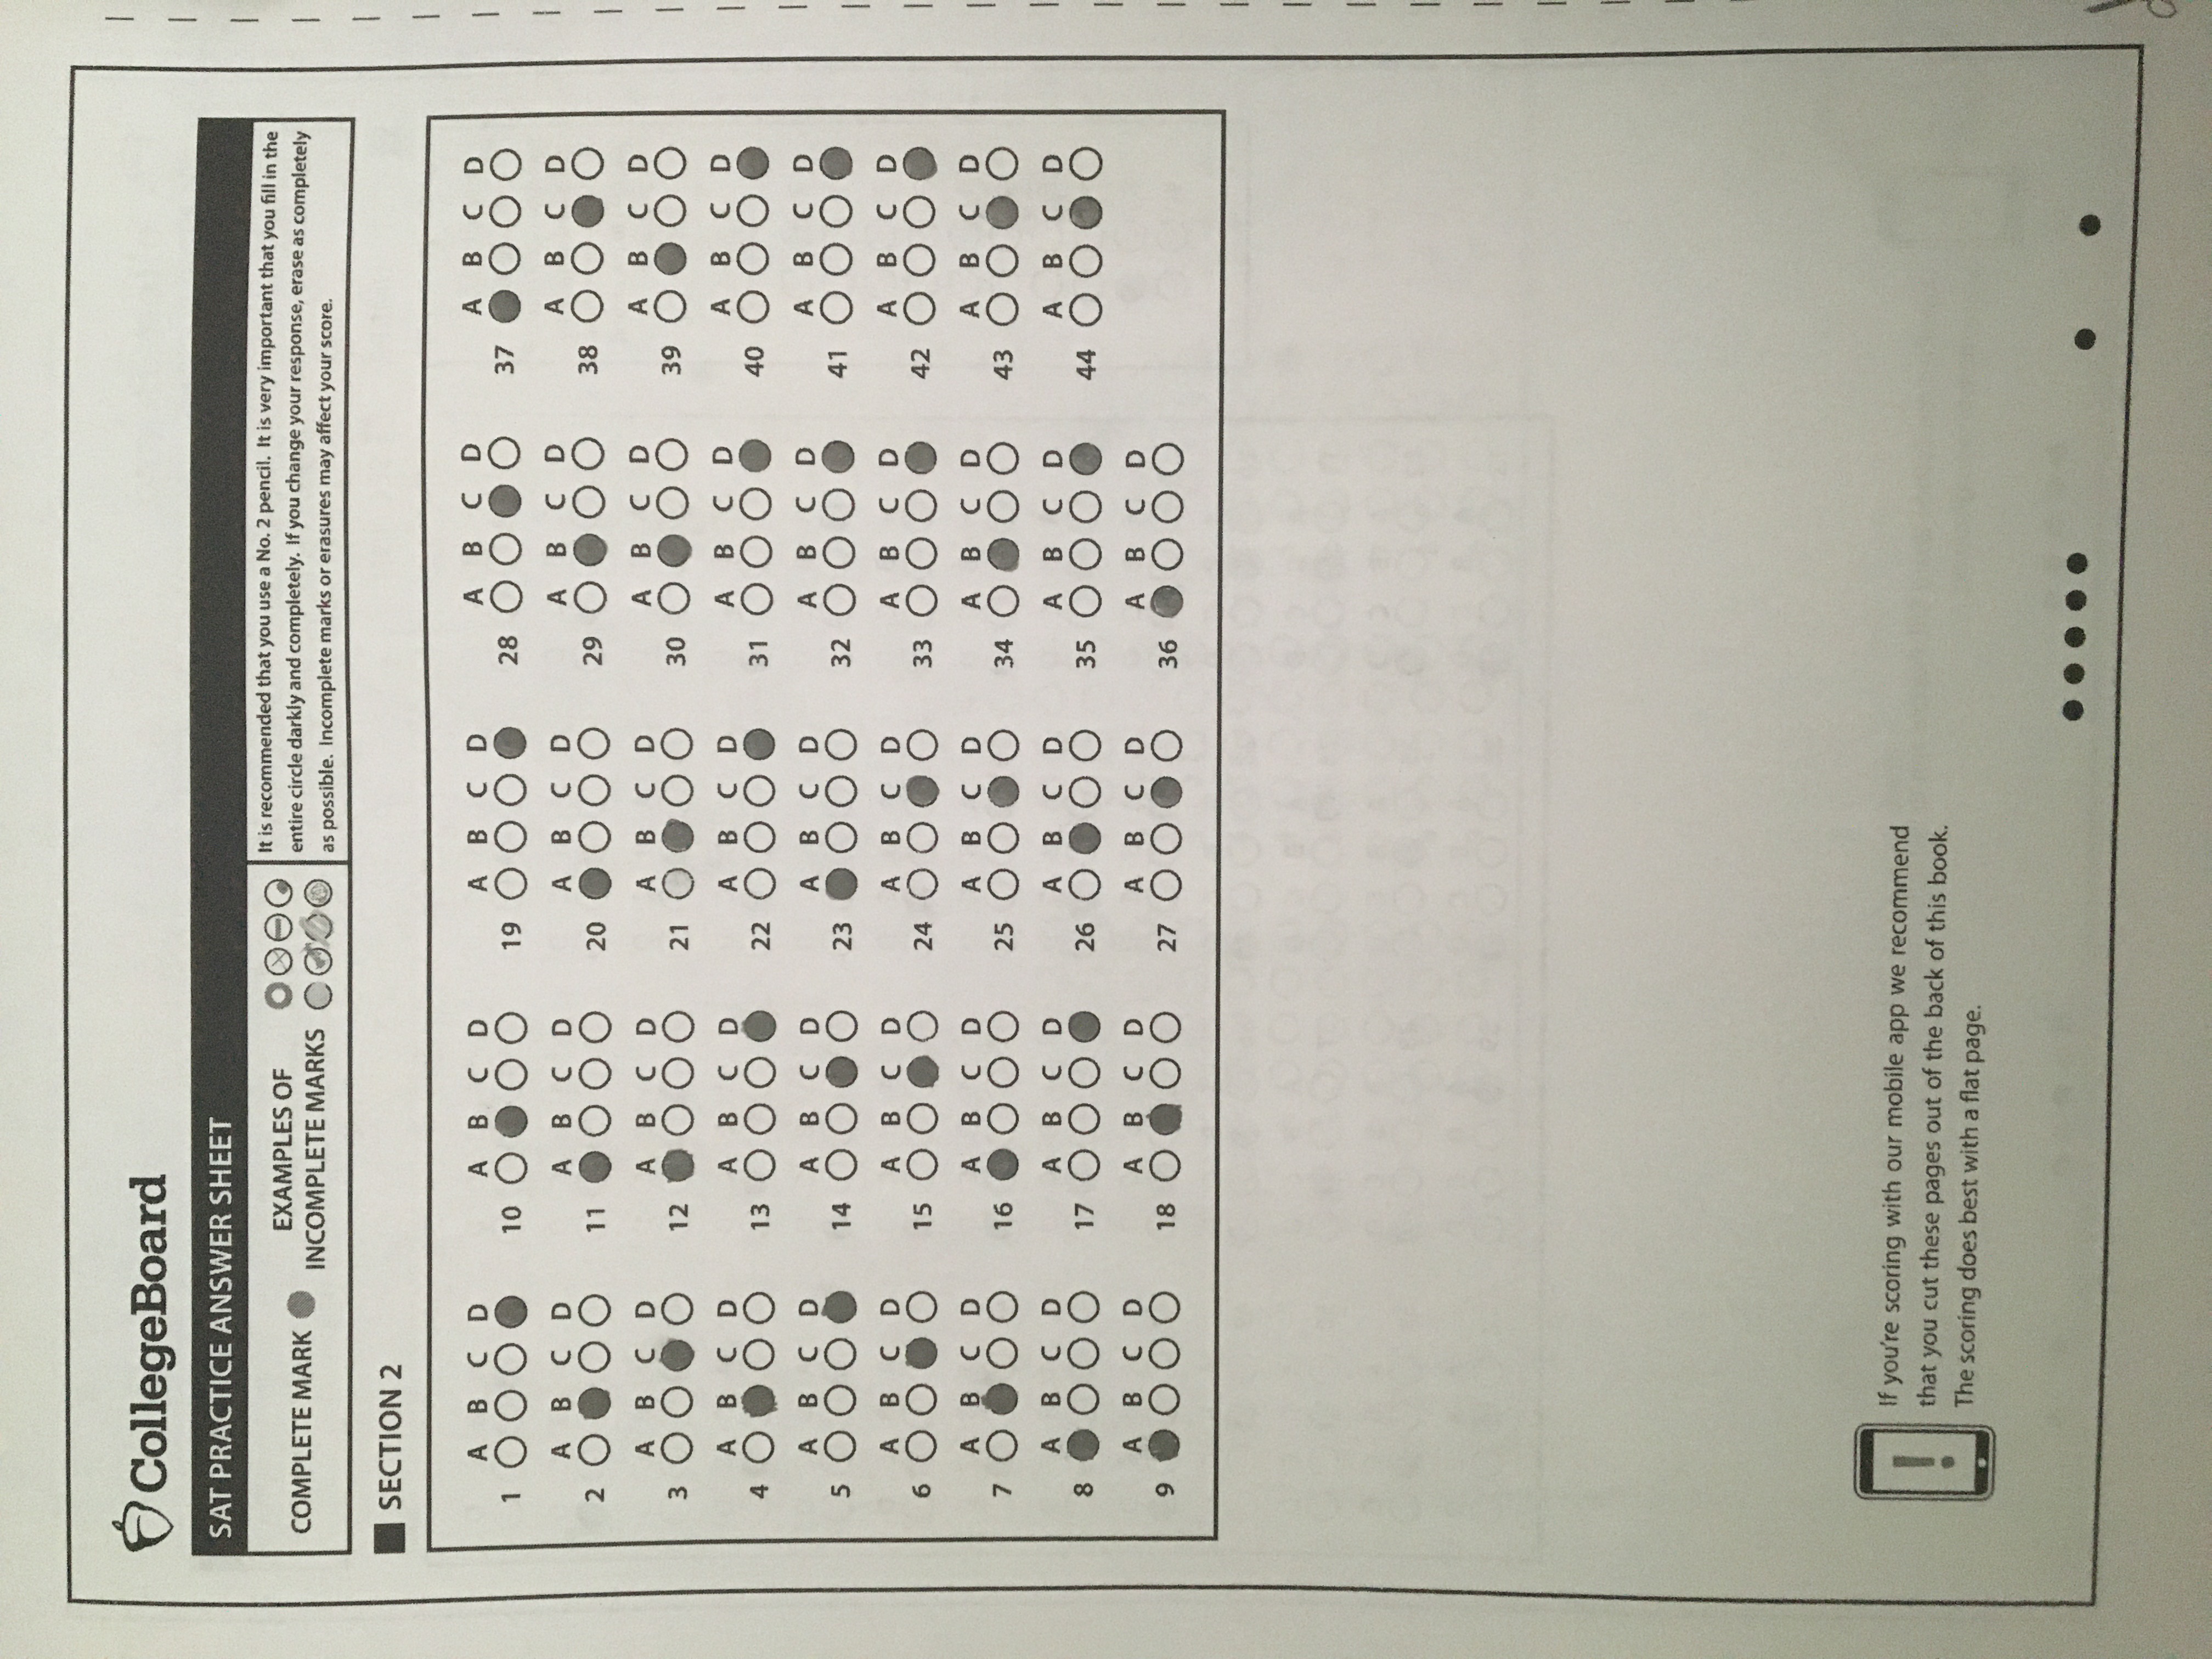 CollegeBoard
SAT PRACTICE ANSWER SHEET
COMPLETE MARK
EXAMPLES OF
INCOMPLETE MARKS
It is recommended that you use a No. 2 pencil. It is very important that you fill in the
entire circle darkly and completely. If you change your response, erase as completely
as possible. Incomplete marks or erasures may affect your score.
SECTION 2
A B C D
1
A B C D
2
A B C D
3
A B C D
4
A B C D
5
A B C D
6
A B C D
7
A B C D
8
A B C D
9
A B C D
10
A B C D
11
A B C D
12
A B C D
13
A B C D
14
A B C D
15
A B C D
16
A B C D
17
A B C D
18
A B C D
19
A B C D
20
A B C D
21
A B C D
22
A B C D
23
A B C D
24
A B C D
25
A B C D
26
A B C D
27
A B C D
28
A B C D
29
A B C D
30
A B C D
31
A B C D
32
A B C D
33
A B C D
34
A B C D
35
A B C D
36
A B C D
37
A B C D
38
A B C D
39
A B C D
40
A B C D
41
A B C D
42
A B C D
43
A B C D
44
!
If you're scoring with our mobile app we recommend
that you cut these pages out of the back of this book.
The scoring does best with a flat page.